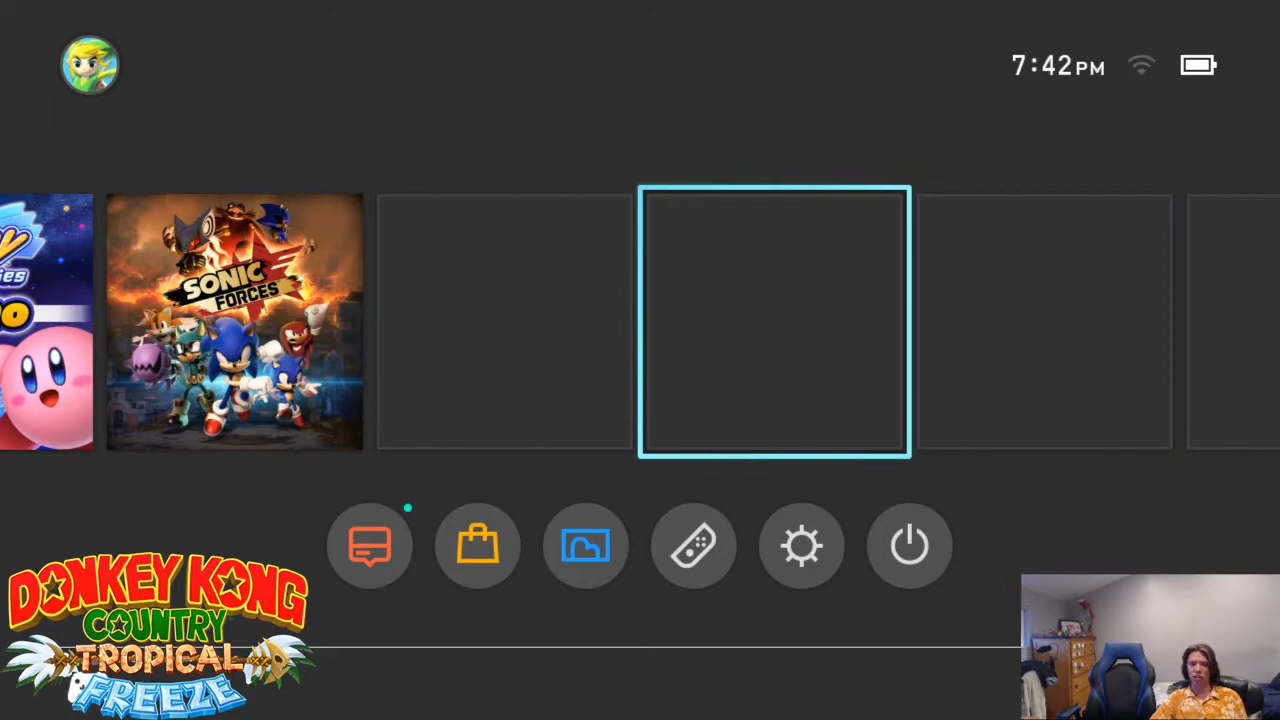 7:42PM
SONIC
FORCES
DONKEY KONG
COUNTRY
TROPICAL
FREEZE